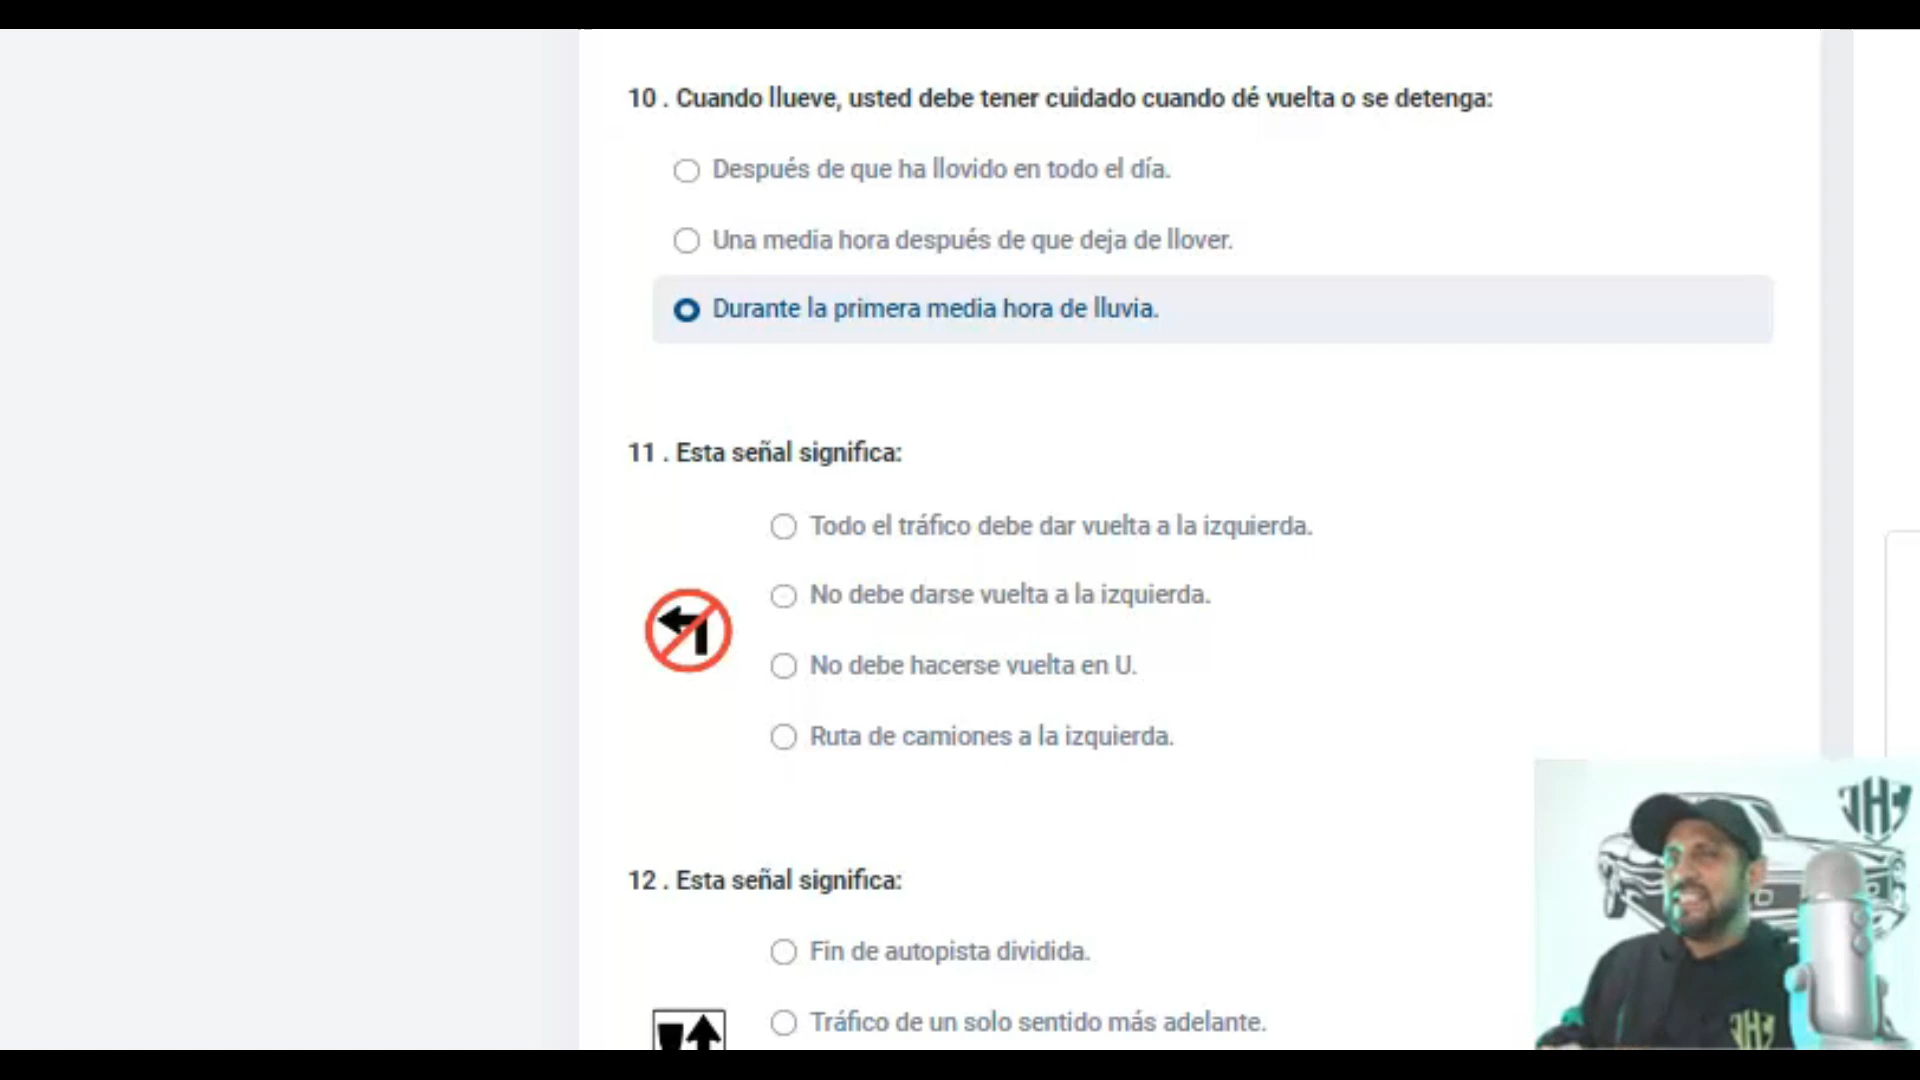 10 . Cuando llueve, usted debe tener cuidado cuando dé vuelta o se detenga:
Después de que ha llovido en todo el día.
Una media hora después de que deja de llover.
Durante la primera media hora de lluvia.
11 . Esta señal significa:
Todo el tráfico debe dar vuelta a la izquierda.
No debe darse vuelta a la izquierda.
No debe hacerse vuelta en U.
Ruta de camiones a la izquierda.
12 . Esta señal significa:
Fin de autopista dividida.
Tráfico de un solo sentido más adelante.